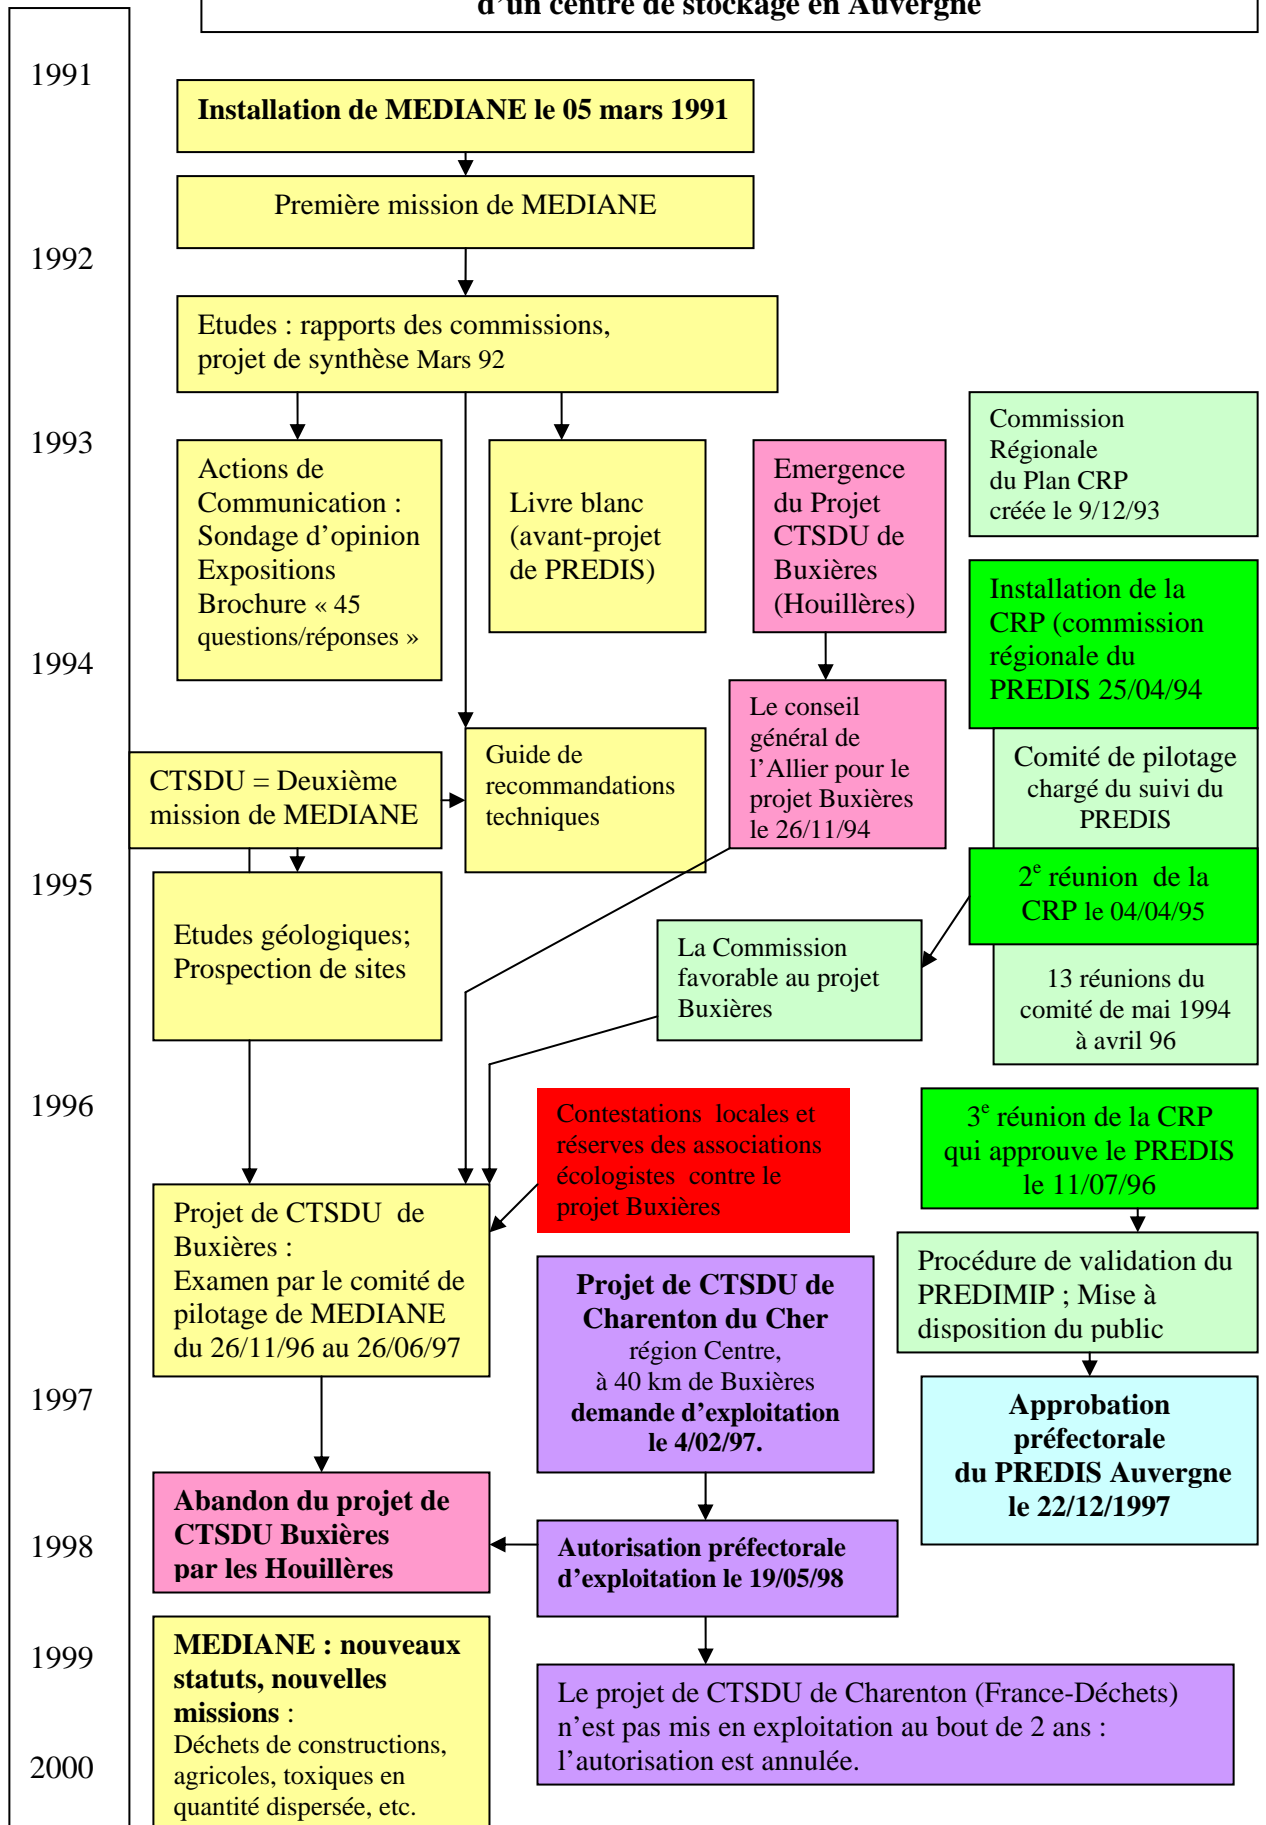 d'un centre de stockage en Auvergne
1991
Installation de MEDIANE le 05 mars 1991
Première mission de MEDIANE
1992
Etudes : rapports des commissions,
projet de synthèse Mars 92
1993
Actions de
Communication :
Sondage d'opinion
Expositions
Brochure « 45
questions/réponses »
Livre blanc
(avant-projet
de PREDIS)
Emergence
du Projet
CTSDU de
Buxières
(Houillères)
Commission
Régionale
du Plan CRP
créée le 9/12/93
Installation de la
CRP (commission
régionale du
PREDIS 25/04/94
1994
Le conseil
général de
l'Allier pour le
projet Buxières
le 26/11/94
Comité de pilotage
chargé du suivi du
PREDIS
CTSDU = Deuxième
mission de MEDIANE
Guide de
recommandations
techniques
1995
2e réunion de la
CRP le 04/04/95
Etudes géologiques;
Prospection de sites
La Commission
favorable au projet
Buxières
13 réunions du
comité de mai 1994
à avril 96
1996
Contestations locales et
réserves des associations
écologistes contre le
projet Buxières
3e réunion de la CRP
qui approuve le PREDIS
le 11/07/96
Projet de CTSDU de
Buxières :
Examen par le comité de
pilotage de MEDIANE
du 26/11/96 au 26/06/97
Projet de CTSDU de
Charenton du Cher
région Centre,
à 40 km de Buxières
demande d'exploitation
le 4/02/97.
Procédure de validation du
PREDIMIP ; Mise à
disposition du public
1997
Approbation
préfectorale
du PREDIS Auvergne
le 22/12/1997
Abandon du projet de
CTSDU Buxières
par les Houillères
1998
Autorisation préfectorale
d'exploitation le 19/05/98
1999
MEDIANE : nouveaux
statuts, nouvelles
missions :
Déchets de constructions,
agricoles, toxiques en
quantité dispersée, etc.
Le projet de CTSDU de Charenton (France-Déchets)
n'est pas mis en exploitation au bout de 2 ans :
l'autorisation est annulée.
2000